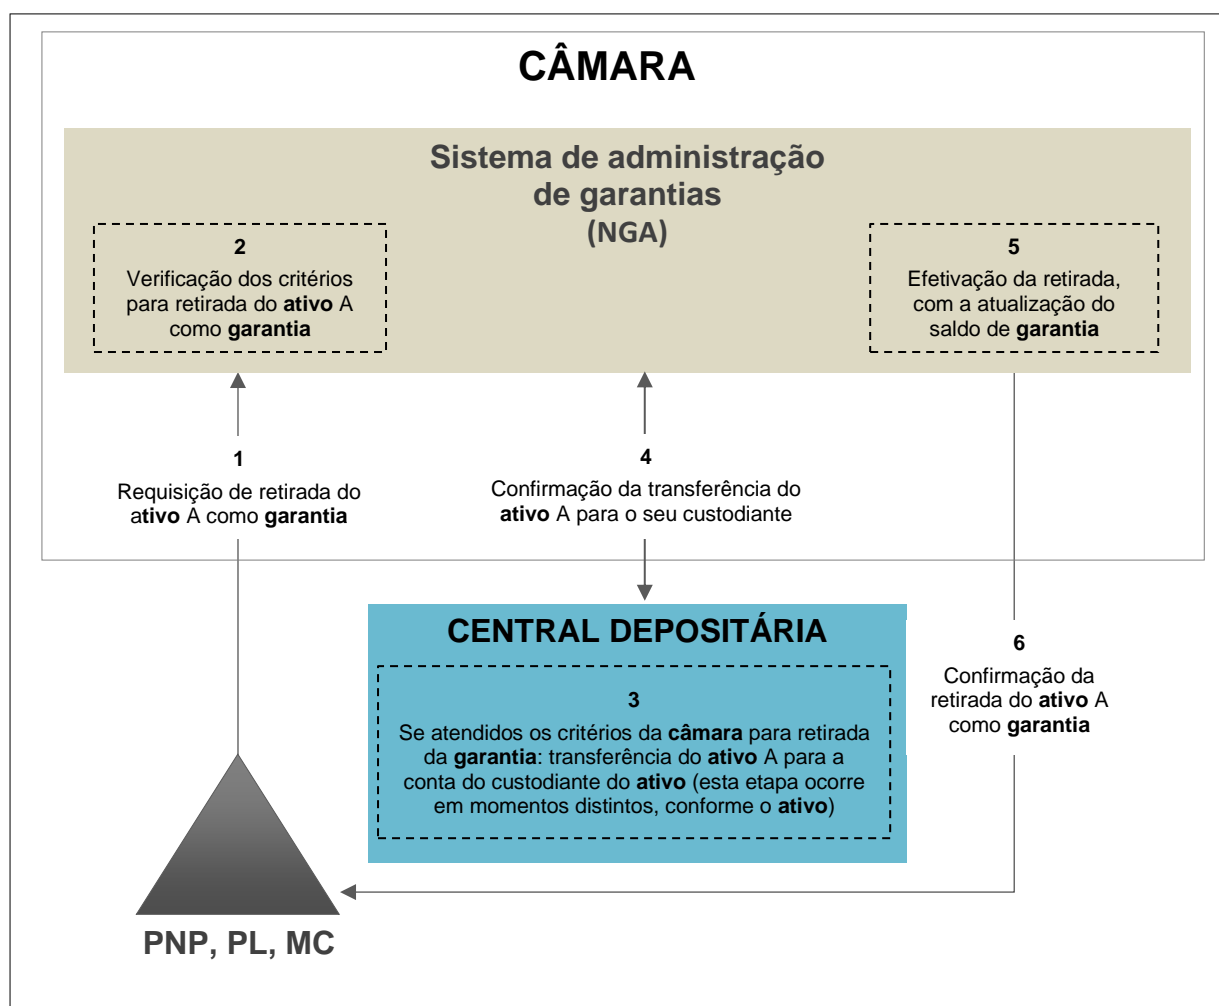 CÂMARA
Sistema de administração
de garantias
(NGA)
2
Verificação dos critérios
para retirada do ativo A
como garantia
5
Efetivação da retirada,
com a atualização do
saldo de garantia
1
Requisição de retirada do
ativo A como garantia
4
Confirmação da transferência do
ativo A para o seu custodiante
CENTRAL DEPOSITÁRIA
3
Se atendidos os critérios da câmara para retirada
da garantia: transferência do ativo A para a
conta do custodiante do ativo (esta etapa ocorre
em momentos distintos, conforme o ativo)
6
Confirmação da
retirada do ativo A
como garantia
PNP, PL, MC